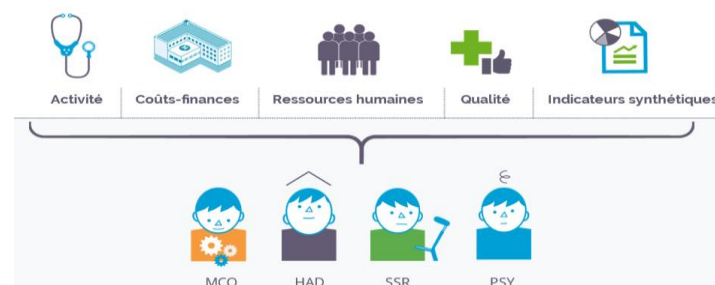 Activité
Coûts-finances
Ressources humaines
Qualité
Indicateurs synthétiques
MCO
HAD
SSR
PSY